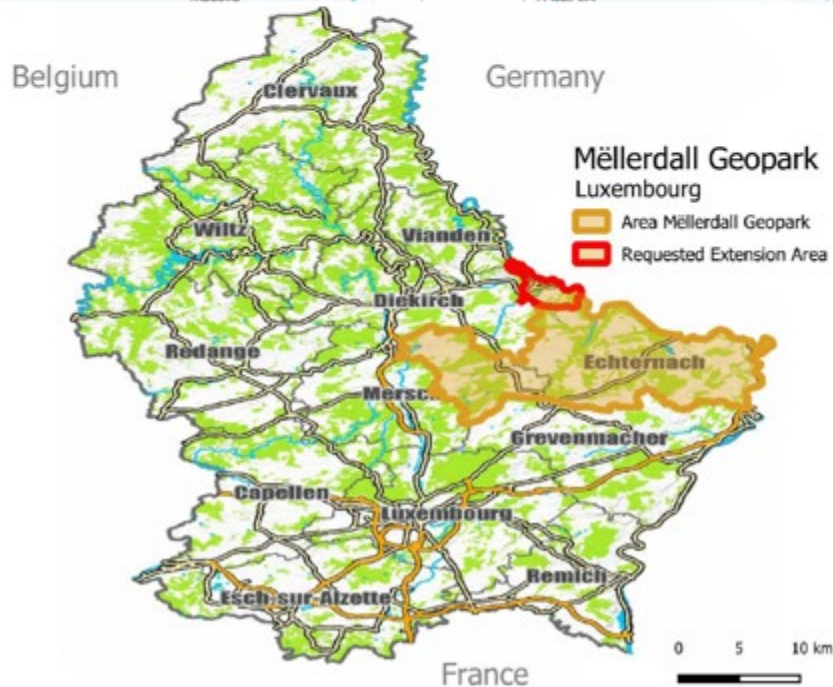 Belgium
Germany
Clervaux
Mëllerdall Geopark
Luxembourg
Area Mëllerdall Geopark
Requested Extension Area
Wiltz
Vianden
Diekirch
Redange
Echternach
Mersc
Grevenmacher
Capellen
Luxembourg
Remich
Esch-sur-Alzette
0 5 10 km
France